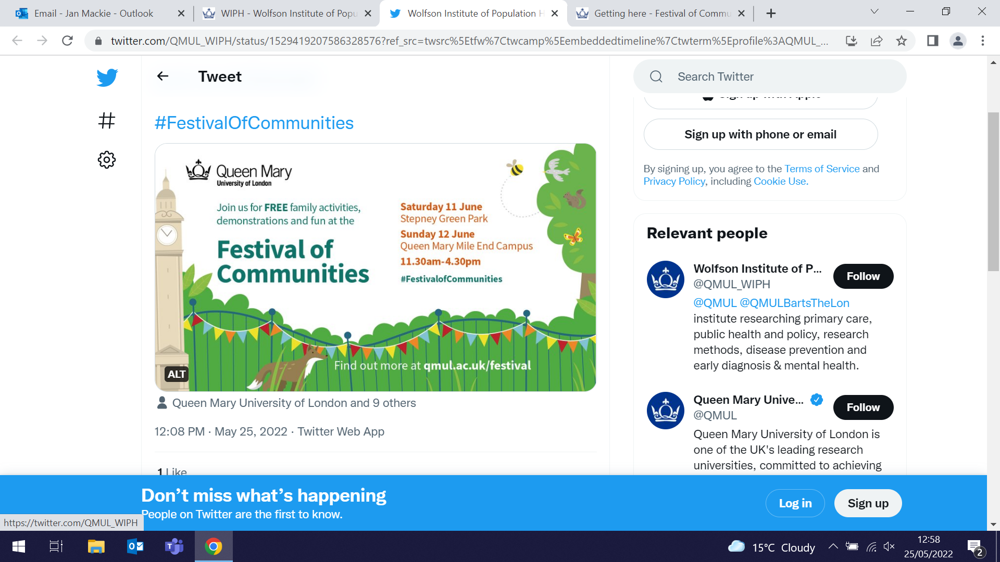 Email - Jan Mackie - Outlook
WIPH - Wolfson Institute of Popu
Wolfson Institute of Population H
Getting here - Festival of Commu
twitter.com/QMUL_WIPH/status/1529419207586328576?ref_src=twsrc%5Etfw%7Ctwcamp%5Eembeddedtimeline%7Ctwterm%5Eprofile%3AQMUL_...
Tweet
#FestivalOfCommunities
Queen Mary
University of London
Join us for FREE family activities,
demonstrations and fun at the
Festival of
Communities
Saturday 11 June
Stepney Green Park
Sunday 12 June
Queen Mary Mile End Campus
11.30am-4.30pm
#FestivalofCommunities
Find out more at qmul.ac.uk/festival
ALT
Queen Mary University of London and 9 others
12:08 PM · May 25, 2022 · Twitter Web App
1 Like
Search Twitter
Sign up with Apple
Sign up with phone or email
By signing up, you agree to the Terms of Service and
Privacy Policy, including Cookie Use.
Relevant people
Wolfson Institute of P...
@QMUL_WIPH
Follow
@QMUL @QMULBartsTheLon
institute researching primary care,
public health and policy, research
methods, disease prevention and
early diagnosis & mental health.
Queen Mary Unive...
@QMUL
Follow
Queen Mary University of London is
one of the UK's leading research
universities, committed to achieving
Don't miss what's happening
People on Twitter are the first to know.
Log in
Sign up
https://twitter.com/QMUL_WIPH
15°C Cloudy
12:58
25/05/2022
2